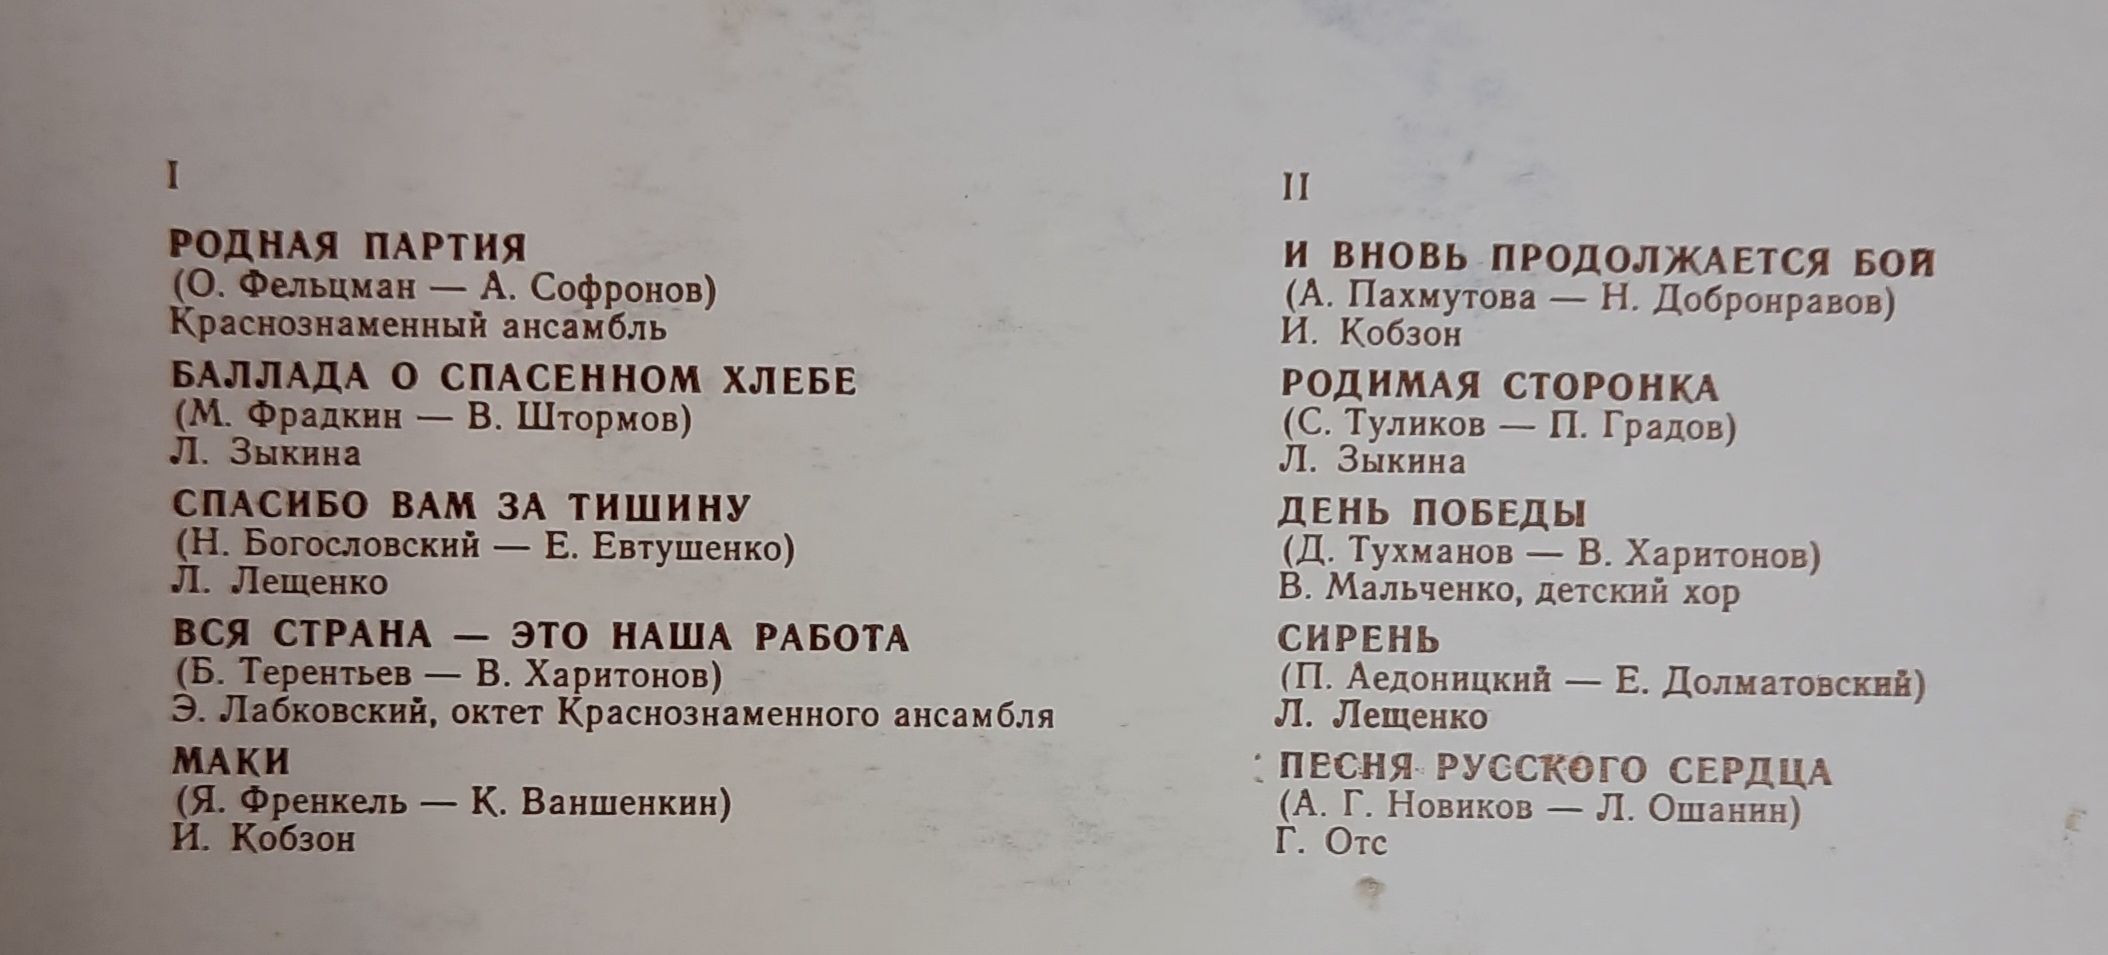 I
РОДНАЯ ПАРТИЯ
(О. Фельцман — А. Софронов)
Краснознаменный ансамбль
БАЛЛАДА О СПАСЕННОМ ХЛЕБЕ
(М. Фрадкин — В. Штормов)
Л. Зыкина
СПАСИБО ВАМ ЗА ТИШИНУ
(Н. Богословский — Е. Евтушенко)
Л. Лещенко
ВСЯ СТРАНА — ЭТО НАША РАБОТА
(Б. Терентьев — В. Харитонов)
Э. Лабковский, октет Краснознаменного ансамбля
МАКИ
(Я. Френкель — К. Ваншенкин)
И. Кобзон
II
И ВНОВЬ ПРОДОЛЖАЕТСЯ БОЙ
(А. Пахмутова — Н. Добронравов)
И. Кобзон
РОДИМАЯ СТОРОНКА
(С. Туликов — П. Градов)
Л. Зыкина
ДЕНЬ ПОБЕДЫ
(Д. Тухманов — В. Харитонов)
В. Мальченко, детский хор
СИРЕНЬ
(П. Аедоницкий — Е. Долматовский)
Л. Лещенко
ПЕСНЯ РУССКОГО СЕРДЦА
(А. Г. Новиков — Л. Ошанин)
Г. Отс